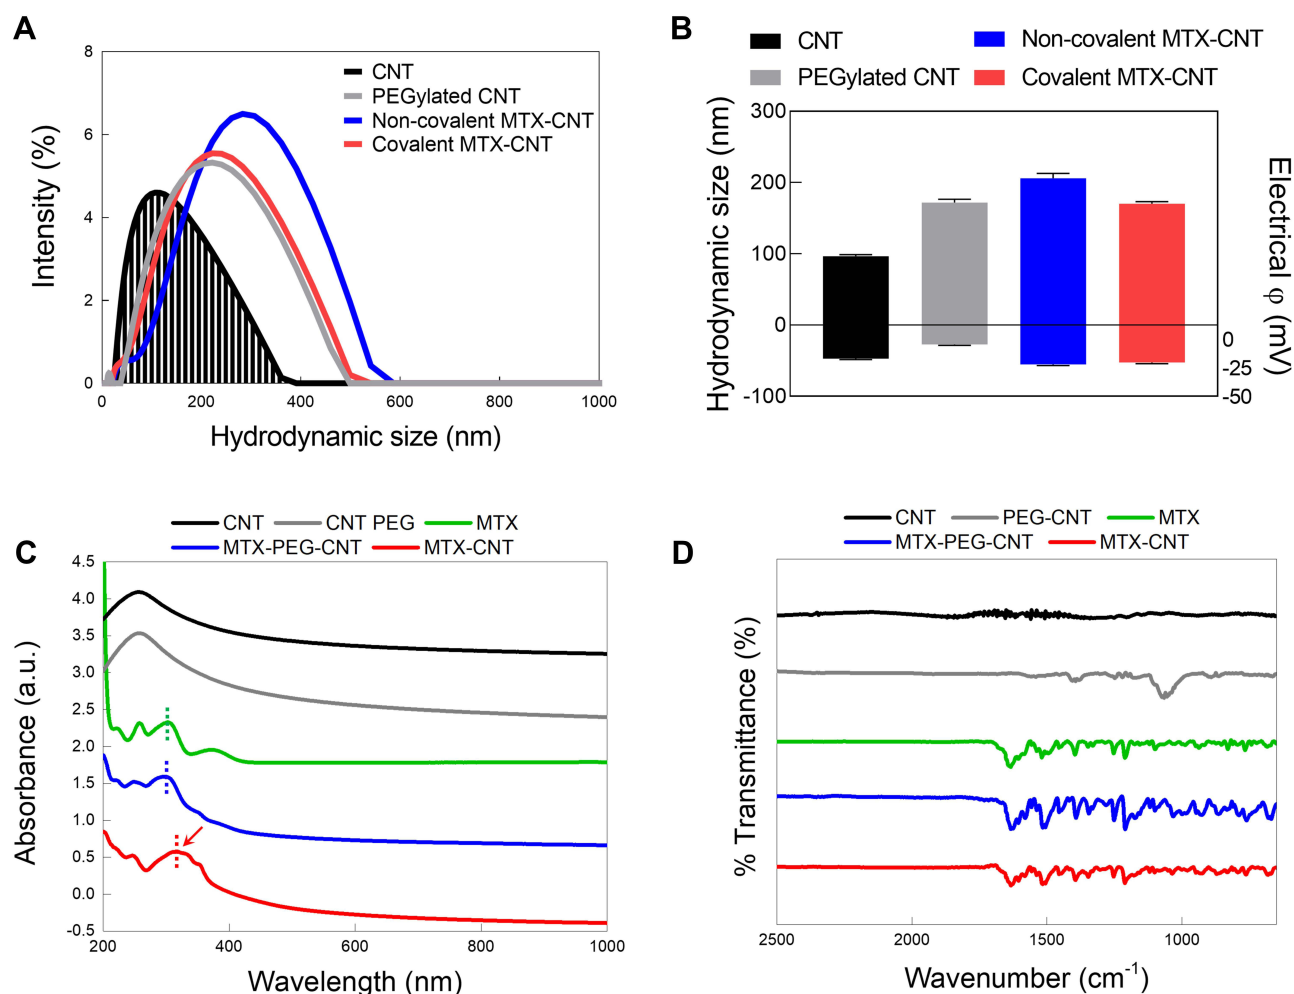 A
CNT
PEGylated CNT
Non-covalent MTX-CNT
Covalent MTX-CNT
Intensity (%)
8
6
4
2
0
0 200 400 600 800 1000
Hydrodynamic size (nm)
B
CNT Non-covalent MTX-CNT
PEGylated CNT Covalent MTX-CNT
Hydrodynamic size (nm)
300
200
100
0
-100
0
-25
-50
Electrical φ (mV)
C
CNT CNT PEG MTX
MTX-PEG-CNT MTX-CNT
Absorbance (a.u.)
4.5
4.0
3.5
3.0
2.5
2.0
1.5
1.0
0.5
0.0
-0.5
200 400 600 800 1000
Wavelength (nm)
D
CNT PEG-CNT MTX
MTX-PEG-CNT MTX-CNT
% Transmittance (%)
2500 2000 1500 1000
Wavenumber (cm-1)